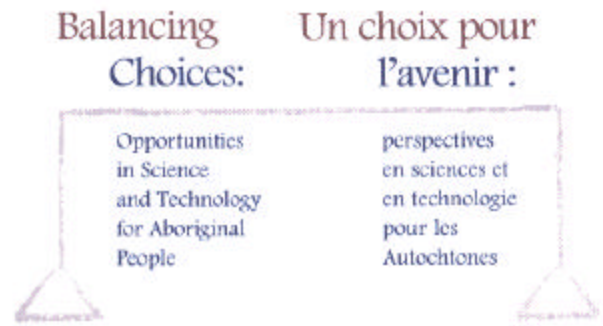 Balancing
Choices:
Opportunities
in Science
and Technology
for Aboriginal
People
Un choix pour
l'avenir :
perspectives
en sciences et
en technologie
pour les
Autochtones